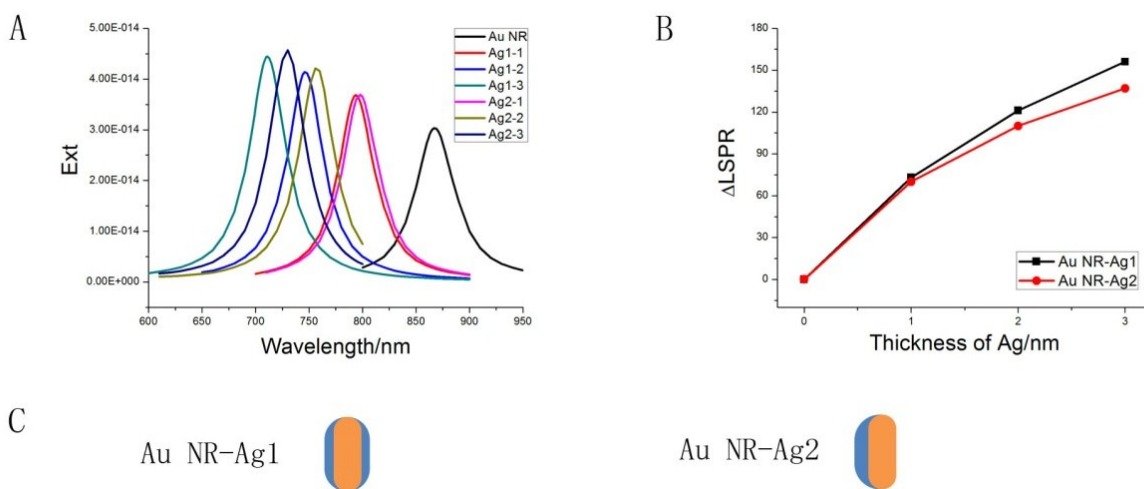 A
5.00E-014
4.00E-014
3.00E-014
2.00E-014
1.00E-014
0.00E+000
Ext
600 650 700 750 800 850 900 950
Wavelength/nm
Au NR
Ag1-1
Ag1-2
Ag1-3
Ag2-1
Ag2-2
Ag2-3
B
180
150
120
90
60
30
0
ΔLSPR
0 1 2 3
Thickness of Ag/nm
Au NR-Ag1
Au NR-Ag2
C
Au NR-Ag1
Au NR-Ag2